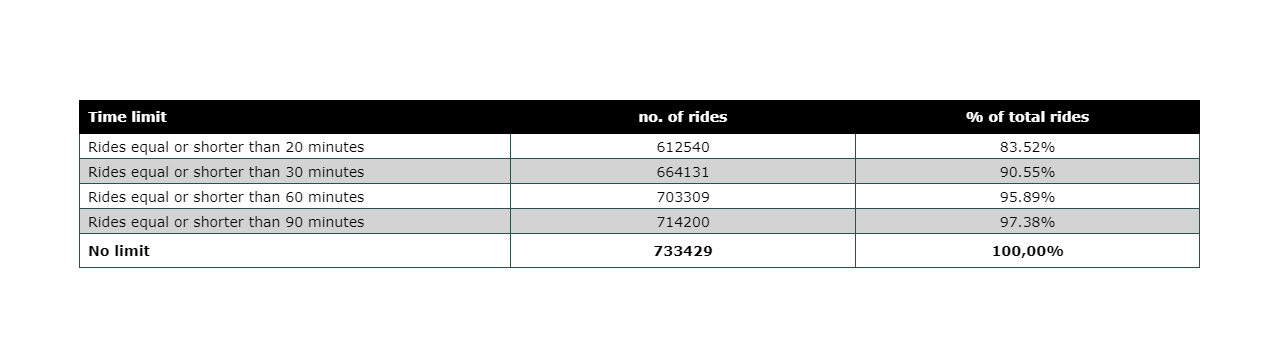 Time limit no. of rides % of total rides
Rides equal or shorter than 20 minutes 612540 83.52%
Rides equal or shorter than 30 minutes 664131 90.55%
Rides equal or shorter than 60 minutes 703309 95.89%
Rides equal or shorter than 90 minutes 714200 97.38%
No limit 733429 100,00%